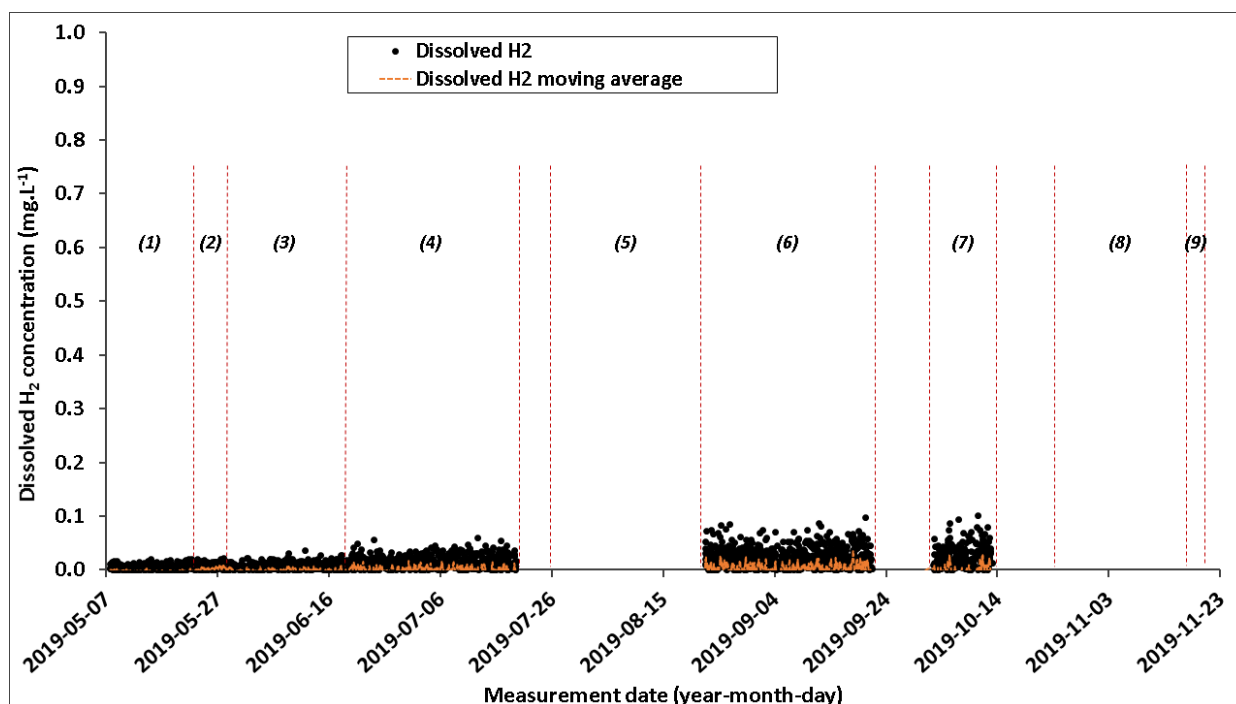 1.0
0.9
0.8
0.7
0.6
0.5
0.4
0.3
0.2
0.1
0.0
Dissolved H₂ concentration (mg.L⁻¹)
Dissolved H2
Dissolved H2 moving average
(1) (2) (3) (4) (5) (6) (7) (8) (9)
2019-05-07 2019-05-27 2019-06-16 2019-07-06 2019-07-26 2019-08-15 2019-09-04 2019-09-24 2019-10-14 2019-11-03 2019-11-23
Measurement date (year-month-day)